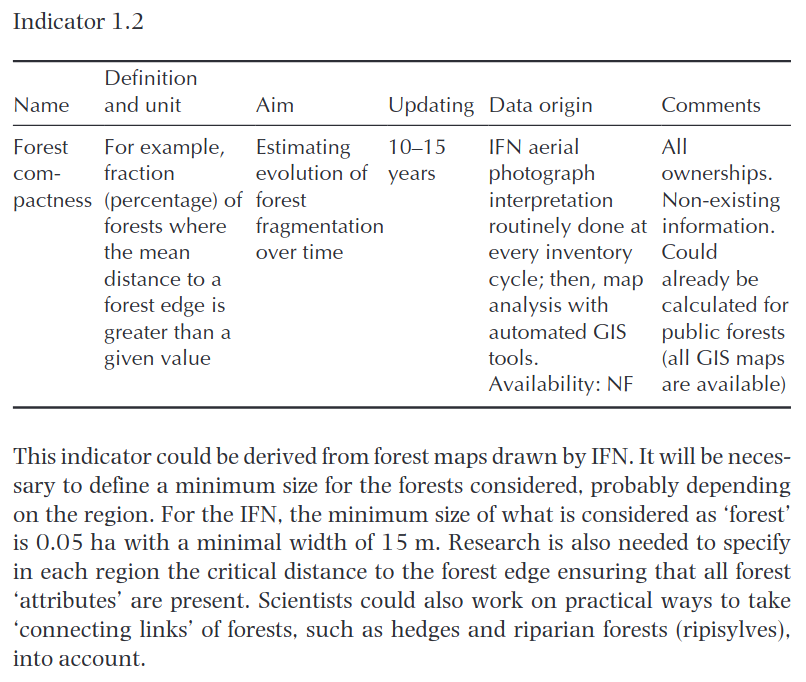 Indicator 1.2
Definition
Name and unit Aim Updating Data origin Comments
Forest For example, Estimating 10–15 IFN aerial All
com- fraction evolution of years photograph ownerships.
pactness (percentage) of forest interpretation Non-existing
forests where fragmentation routinely done at information.
the mean over time every inventory Could
distance to a cycle; then, map already be
forest edge is analysis with calculated for
greater than a automated GIS public forests
given value tools. (all GIS maps
Availability: NF are available)
This indicator could be derived from forest maps drawn by IFN. It will be neces-
sary to define a minimum size for the forests considered, probably depending
on the region. For the IFN, the minimum size of what is considered as ‘forest’
is 0.05 ha with a minimal width of 15 m. Research is also needed to specify
in each region the critical distance to the forest edge ensuring that all forest
‘attributes’ are present. Scientists could also work on practical ways to take
‘connecting links’ of forests, such as hedges and riparian forests (ripisylves),
into account.